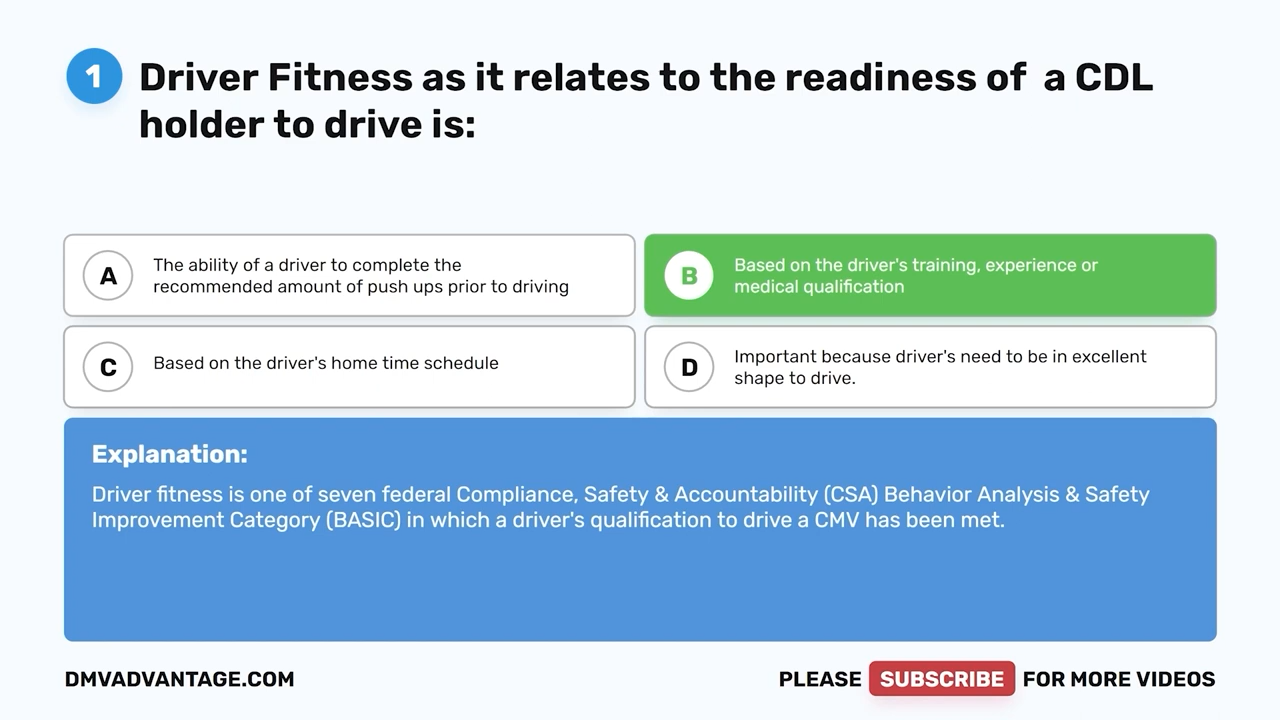 1
Driver Fitness as it relates to the readiness of a CDL
holder to drive is:
A
The ability of a driver to complete the
recommended amount of push ups prior to driving
B
Based on the driver's training, experience or
medical qualification
C
Based on the driver's home time schedule
D
Important because driver's need to be in excellent
shape to drive.
Explanation:
Driver fitness is one of seven federal Compliance, Safety & Accountability (CSA) Behavior Analysis & Safety
Improvement Category (BASIC) in which a driver's qualification to drive a CMV has been met.
DMVADVANTAGE.COM
PLEASE SUBSCRIBE FOR MORE VIDEOS